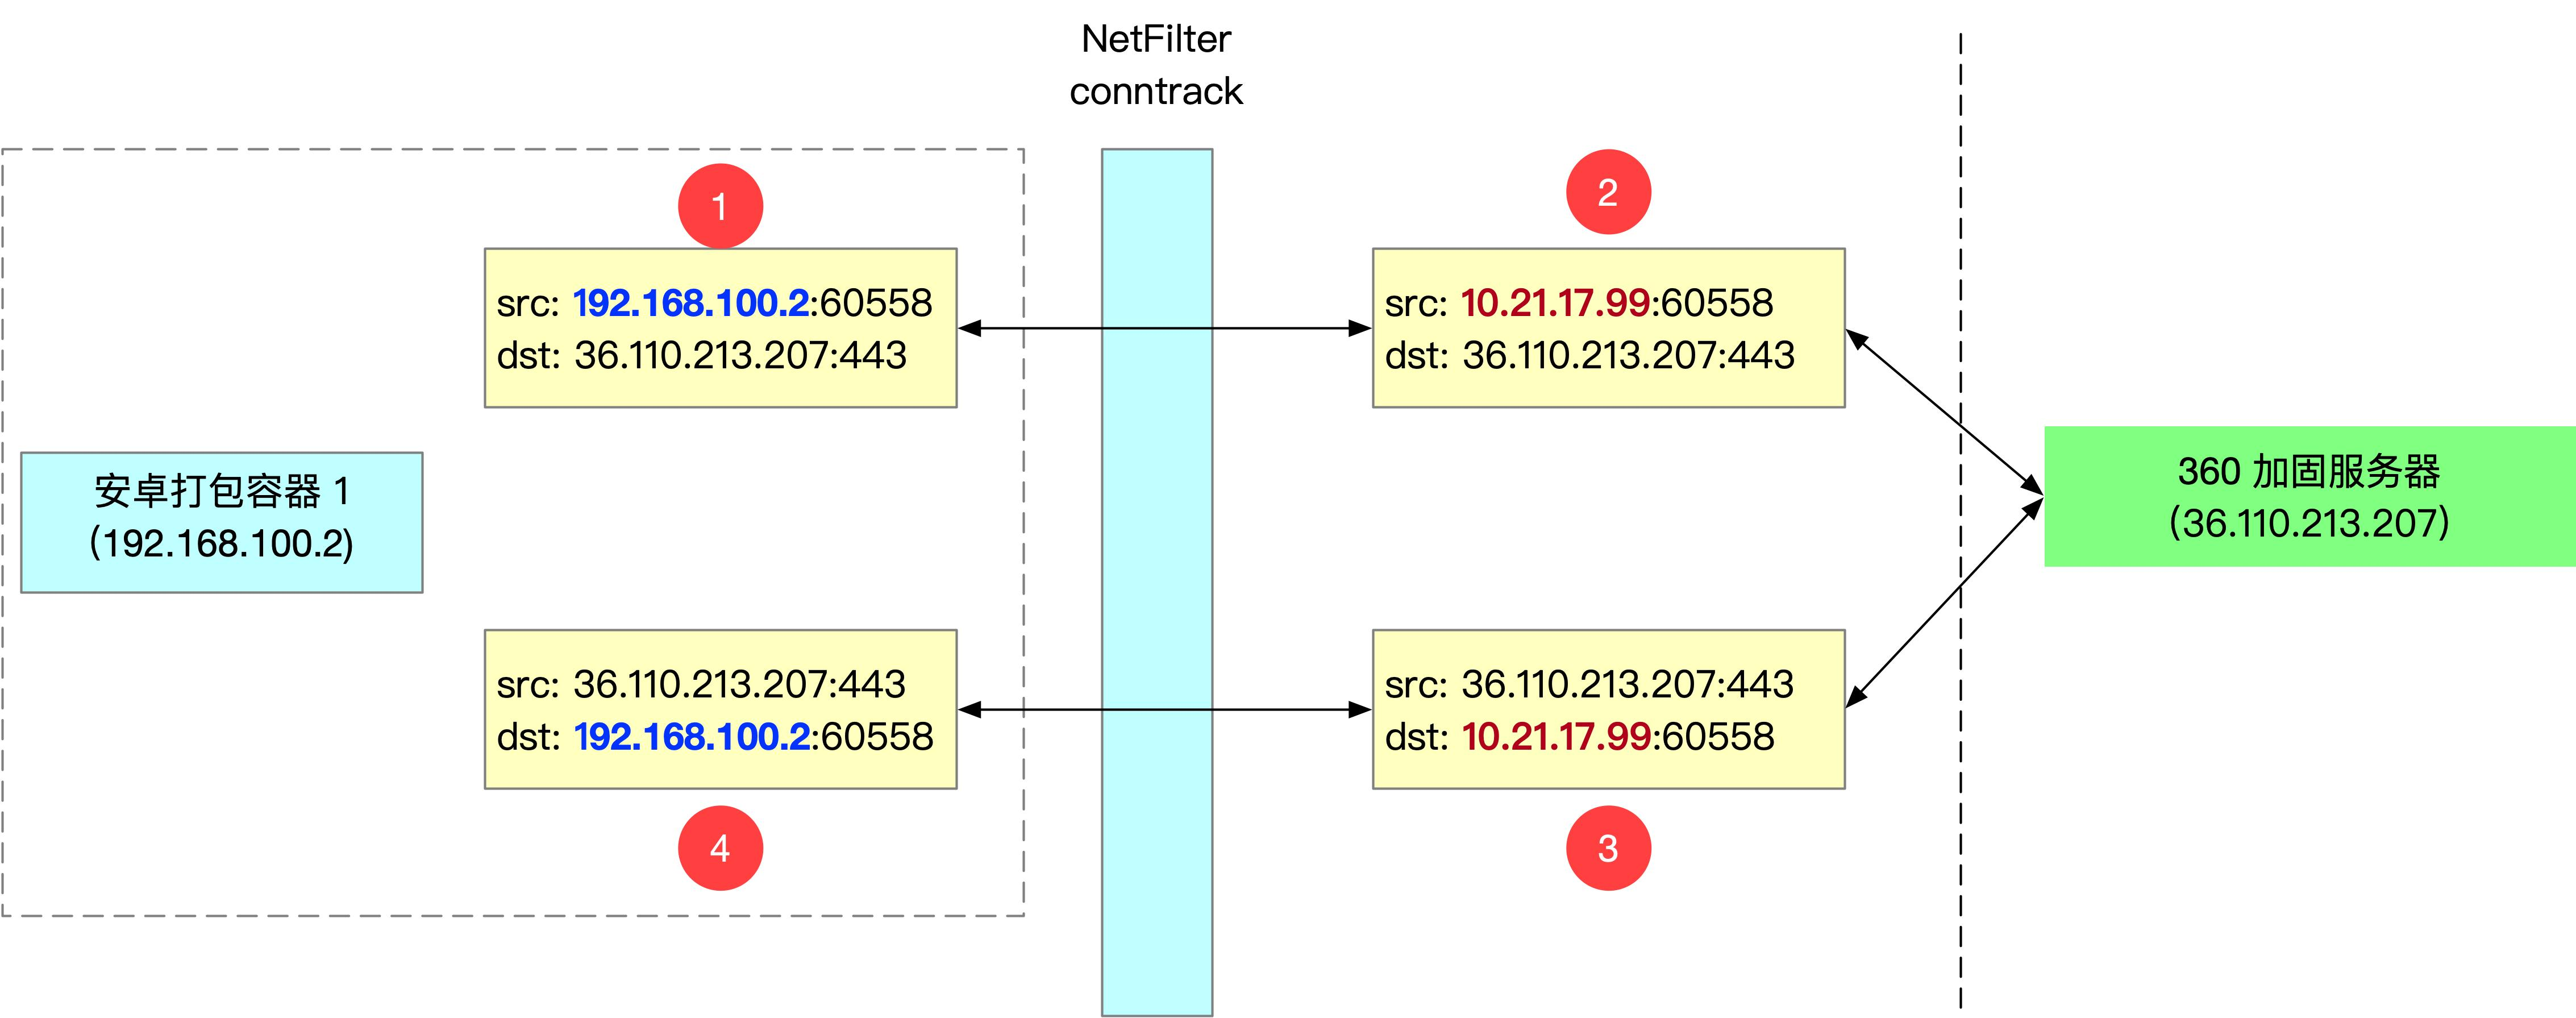 NetFilter
conntrack
1
src: 192.168.100.2:60558
dst: 36.110.213.207:443
2
src: 10.21.17.99:60558
dst: 36.110.213.207:443
安卓打包容器 1
(192.168.100.2)
360 加固服务器
(36.110.213.207)
src: 36.110.213.207:443
dst: 192.168.100.2:60558
4
src: 36.110.213.207:443
dst: 10.21.17.99:60558
3